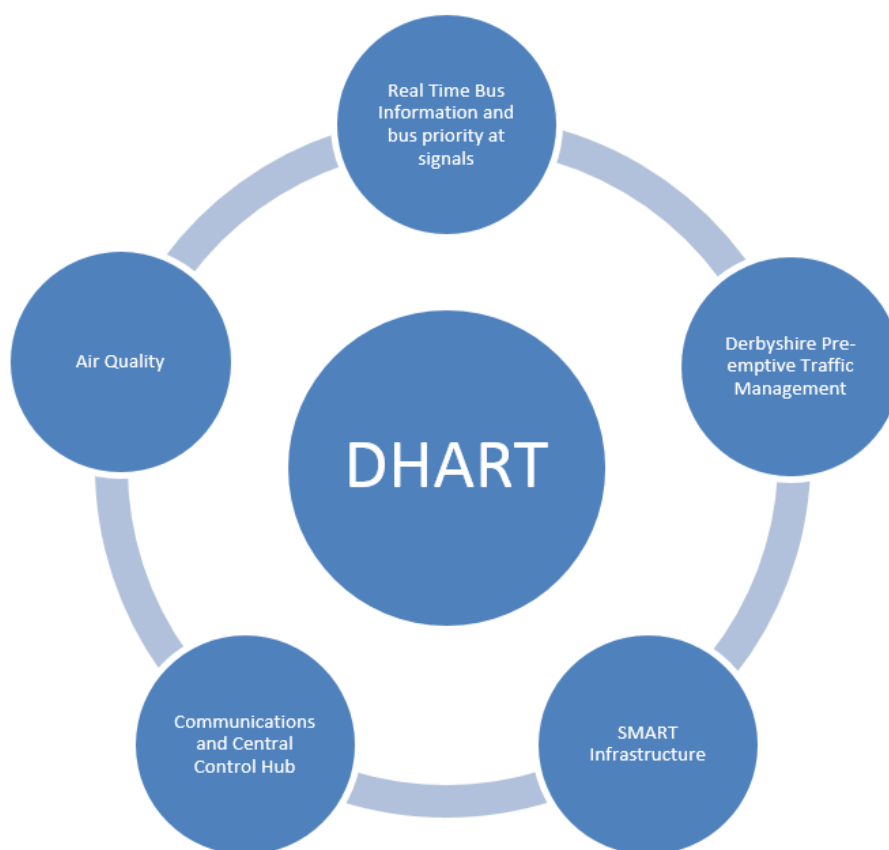 Real Time Bus
Information and
bus priority at
signals
Air Quality
Derbyshire Pre-
emptive Traffic
Management
DHART
Communications
and Central
Control Hub
SMART
Infrastructure